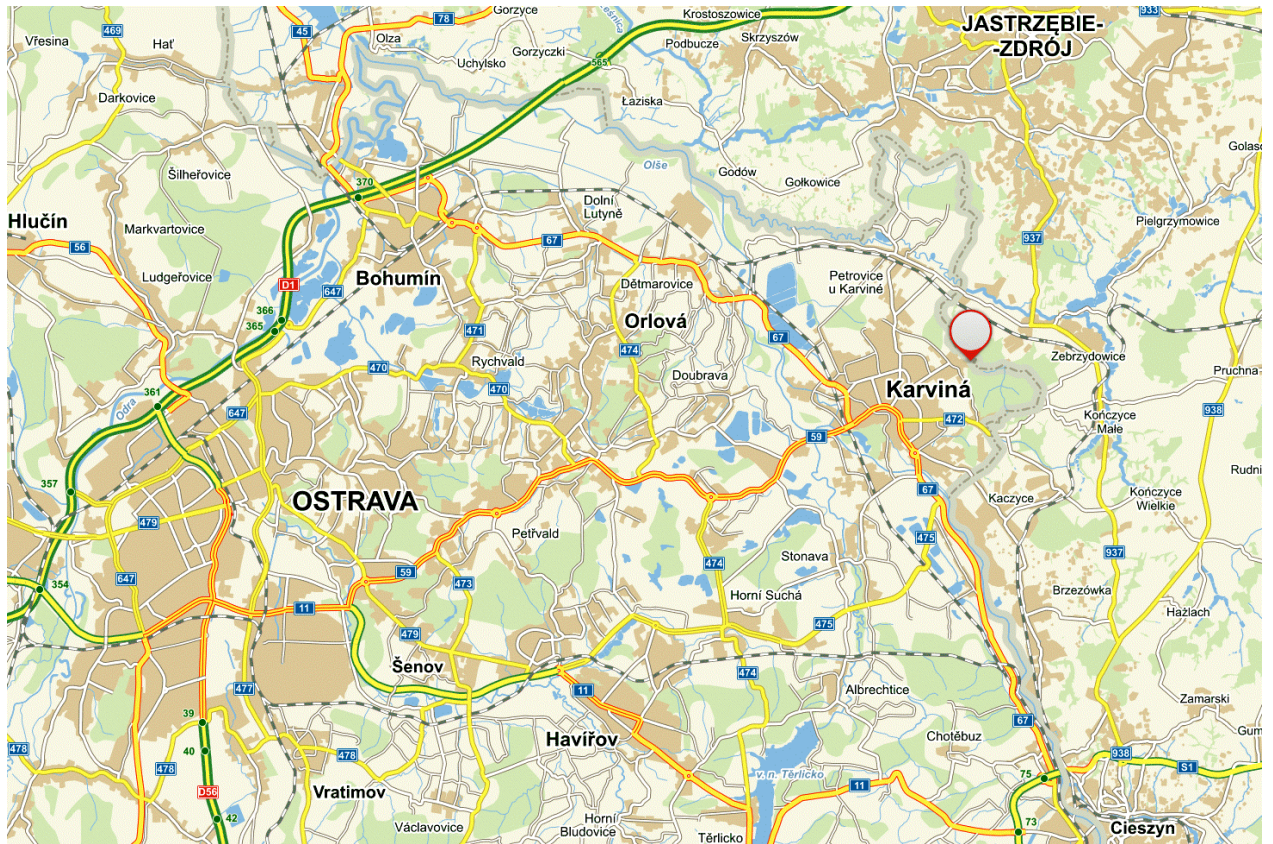 Gorzyce
Krostoszowice
933
JASTRZĘBIE-
-ZDRÓJ
78
45
469
Vřesina
Hať
Olza
Gorzyczki
Uchylsko
Podbucze
Skrzyszów
565
Łaziska
Darkovice
Olše
Godów
Gołkowice
Šilheřovice
370
Dolní
Lutyně
Hlučín
56
Markvartovice
67
937
Pielgrzymowice
Ludgeřovice
D1
Bohumín
647
Dětmarovice
Petrovice
u Karviné
366
365
471
Orlová
67
474
Rychvald
470
470
Doubrava
Zebrzydowice
Pruchna
361
Odra
647
Karviná
472
Kończyce
Małe
938
59
357
OSTRAVA
67
Kaczyce
Kończyce
Wielkie
479
Petřvald
475
474
Stonava
937
354
647
59
473
Horní Suchá
Brzezówka
11
475
Hażlach
479
Šenov
474
477
11
Albrechtice
Zamarski
39
67
478
40
478
478
Havířov
Chotěbuz
938
S1
v. n. Těrlicko
75
D56
Vratimov
11
42
Václavovice
Horní
Bludovice
Těrlicko
73
Cieszyn